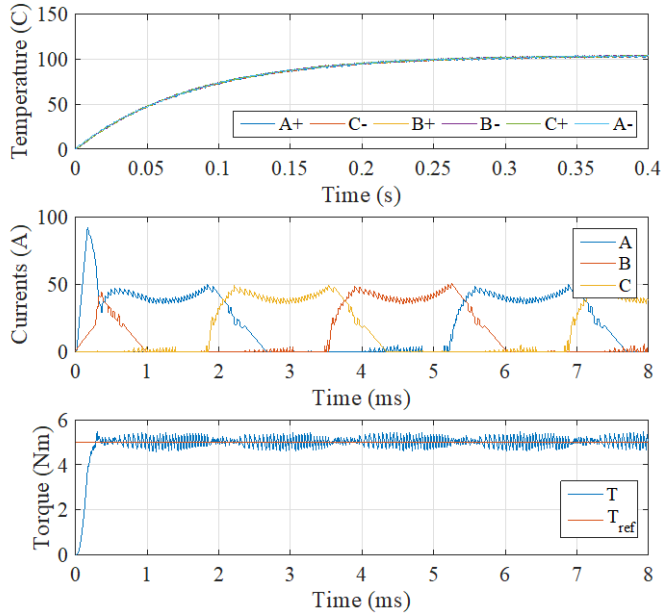 Temperature (C)
150
100
50
0
A+ C- B+ B- C+ A-
0 0.05 0.1 0.15 0.2 0.25 0.3 0.35 0.4
Time (s)
Currents (A)
100
50
0
A
B
C
0 1 2 3 4 5 6 7 8
Time (ms)
Torque (Nm)
6
4
2
0
T
T_ref
0 1 2 3 4 5 6 7 8
Time (ms)